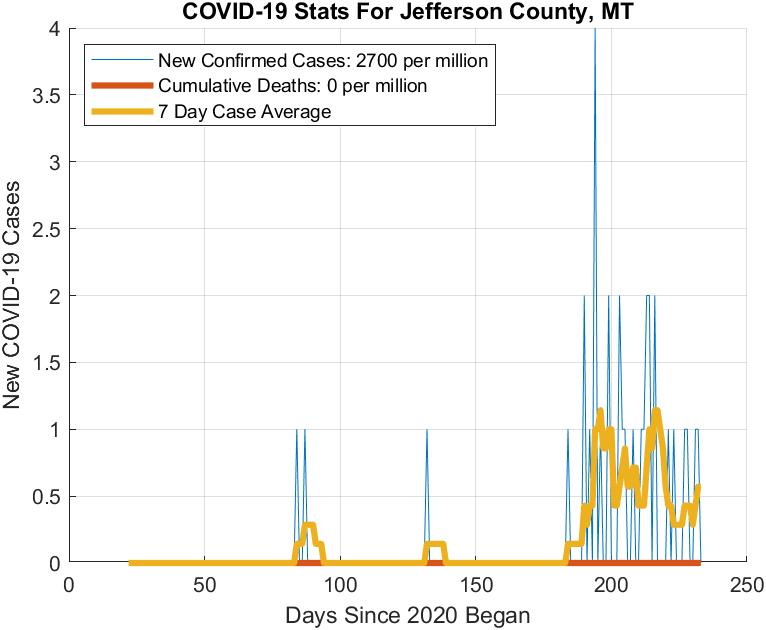 COVID-19 Stats For Jefferson County, MT
New Confirmed Cases: 2700 per million
Cumulative Deaths: 0 per million
7 Day Case Average
New COVID-19 Cases
4
3.5
3
2.5
2
1.5
1
0.5
0
0 50 100 150 200 250
Days Since 2020 Began